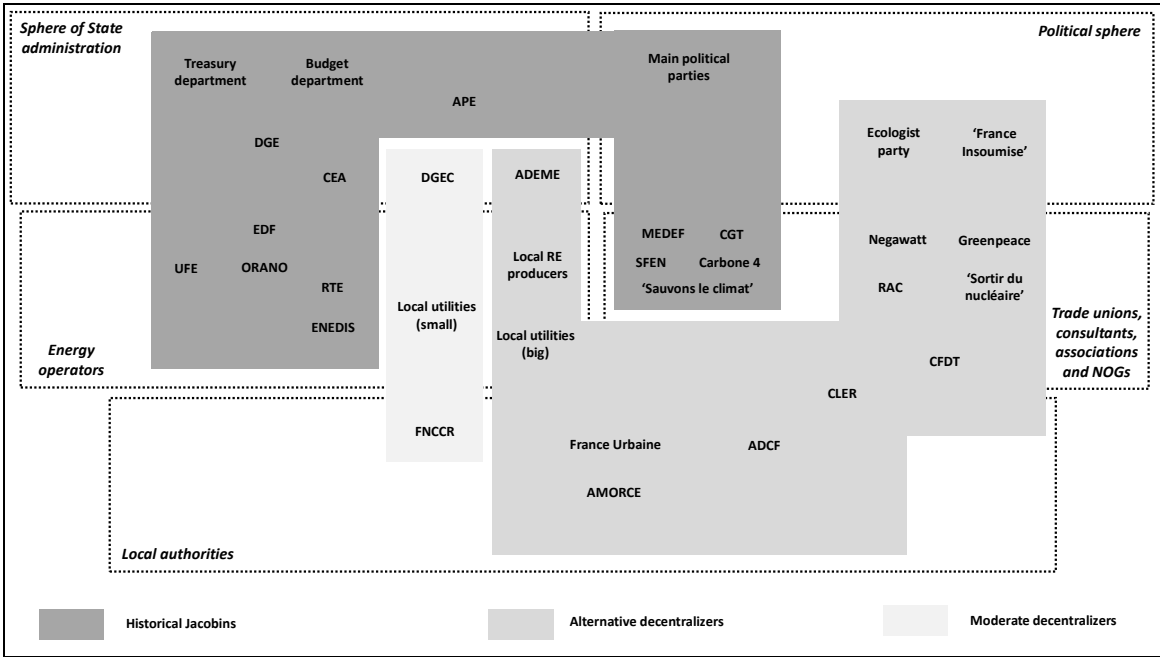 Sphere of State
administration
Political sphere
Treasury
department
Budget
department
APE
Main political
parties
DGE
CEA
DGEC
ADEME
Ecologist
party
‘France
Insoumise’
EDF
UFE
ORANO
RTE
ENEDIS
Local RE
producers
Local utilities
(small)
Local utilities
(big)
MEDEF
CGT
SFEN
Carbone 4
‘Sauvons le climat’
Negawatt
Greenpeace
RAC
‘Sortir du
nucléaire’
CFDT
CLER
Energy
operators
Trade unions,
consultants,
associations
and NOGs
FNCCR
France Urbaine
ADCF
AMORCE
Local authorities
Historical Jacobins
Alternative decentralizers
Moderate decentralizers